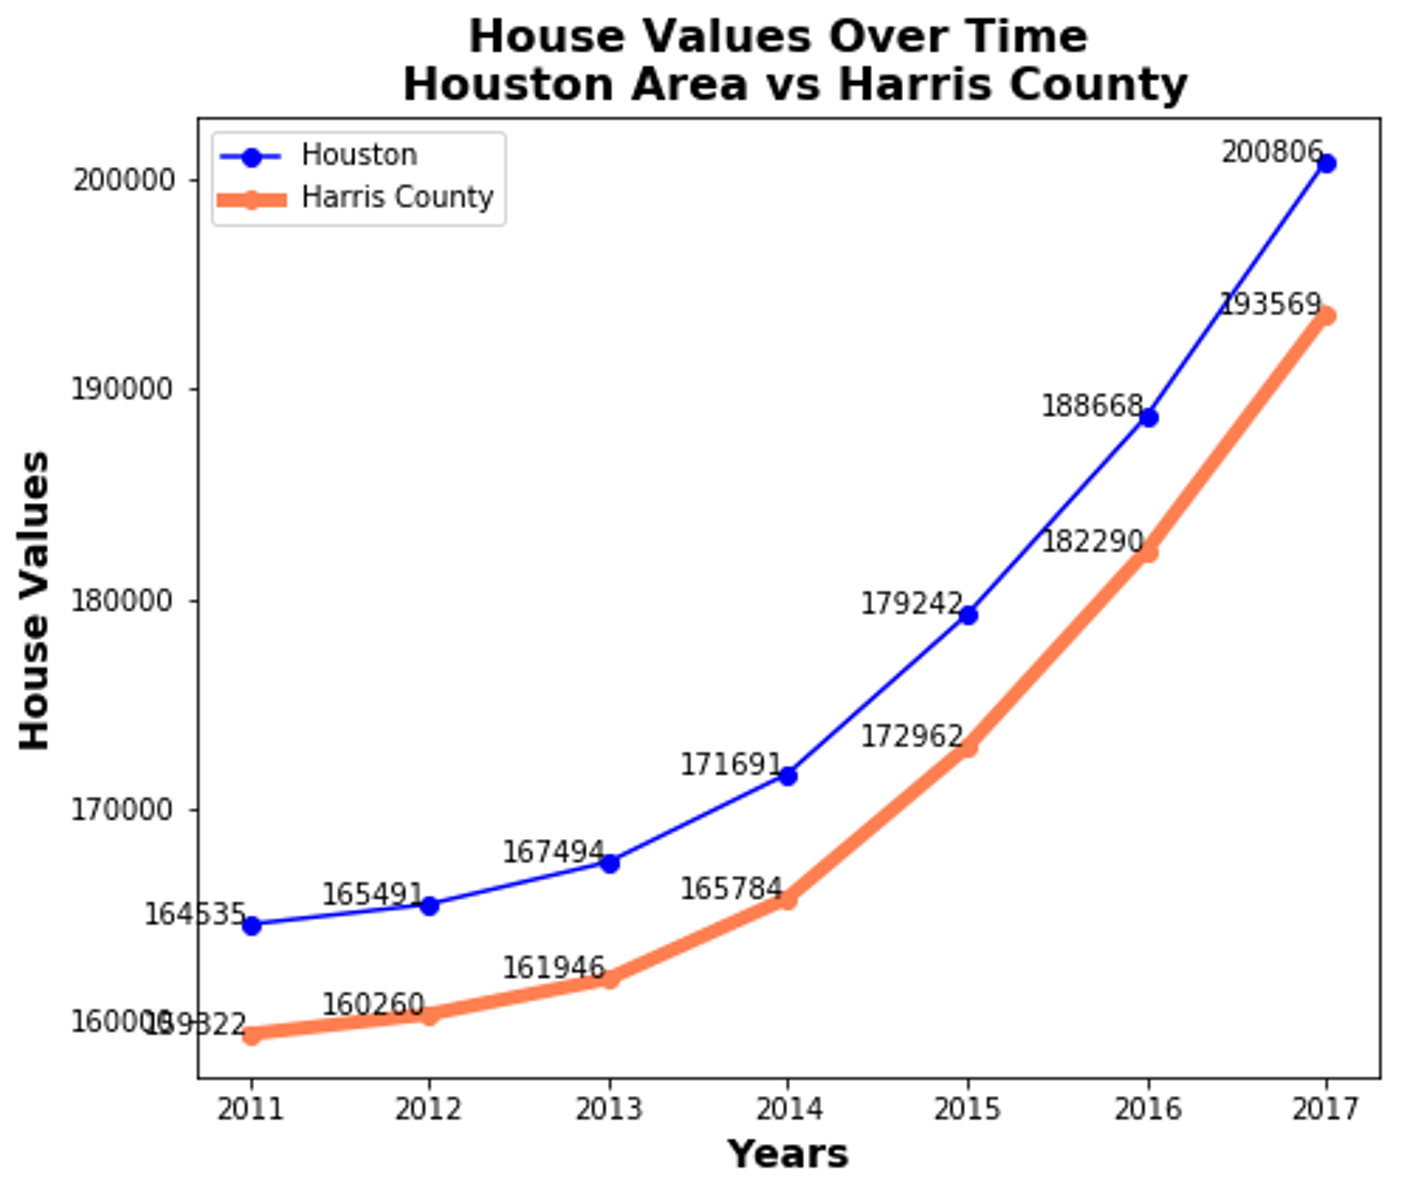 House Values Over Time
Houston Area vs Harris County
Houston
Harris County
House Values
200000
190000
180000
170000
160000
164535
165491
167494
171691
179242
188668
200806
160260
161946
165784
172962
182290
193569
2011 2012 2013 2014 2015 2016 2017
Years